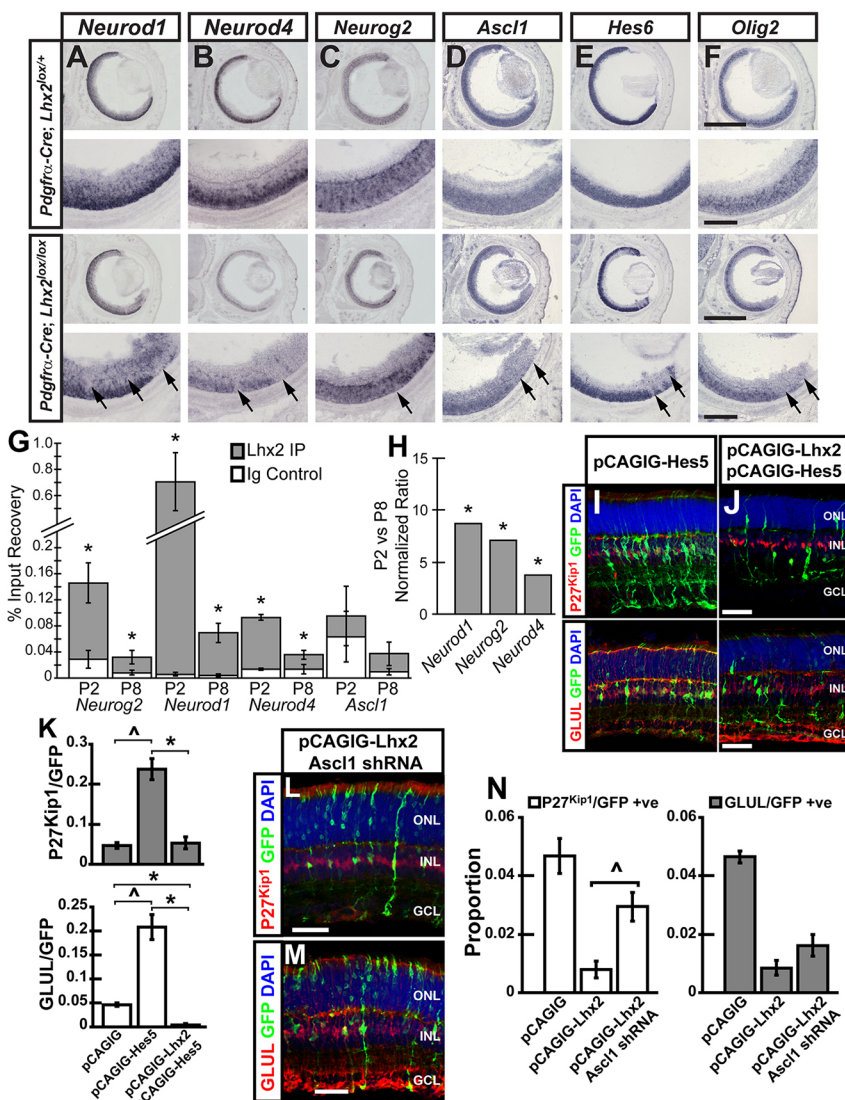 Neurod1 Neurod4 Neurog2 Ascl1 Hes6 Olig2
Pdgfrα-Cre; Lhx2lox/+
A B C D E F
Pdgfrα-Cre; Lhx2lox/lox
G
% Input Recovery
1.0
0.8
0.6
0.2
0.16
0.12
0.08
0.04
0
* * * * * *
Lhx2 IP
Ig Control
P2 P8 P2 P8 P2 P8 P2 P8
Neurog2 Neurod1 Neurod4 Ascl1
H
P2 vs P8
Normalized Ratio
15
10
5
0
* * *
Neurod1 Neurog2 Neurod4
pCAGIG-Hes5
pCAGIG-Lhx2
pCAGIG-Hes5
P27Kip1 GFP DAPI
I
J
ONL
INL
GCL
GLUL GFP DAPI
ONL
INL
GCL
K
P27Kip1/GFP
0.3
0.2
0.1
0
^ *
GLUL/GFP
0.25
0.2
0.15
0.1
0.05
0
*
^ *
pCAGIG
pCAGIG-Hes5
pCAGIG-Lhx2
CAGIG-Hes5
pCAGIG-Lhx2
Ascl1 shRNA
P27Kip1 GFP DAPI
L
ONL
INL
GCL
GLUL GFP DAPI
M
ONL
INL
GCL
N
P27Kip1/GFP +ve
GLUL/GFP +ve
Proportion
0.06
0.04
0.02
0
^
pCAGIG
pCAGIG-Lhx2
pCAGIG-Lhx2
Ascl1 shRNA
0.06
0.04
0.02
0
pCAGIG
pCAGIG-Lhx2
pCAGIG-Lhx2
Ascl1 shRNA